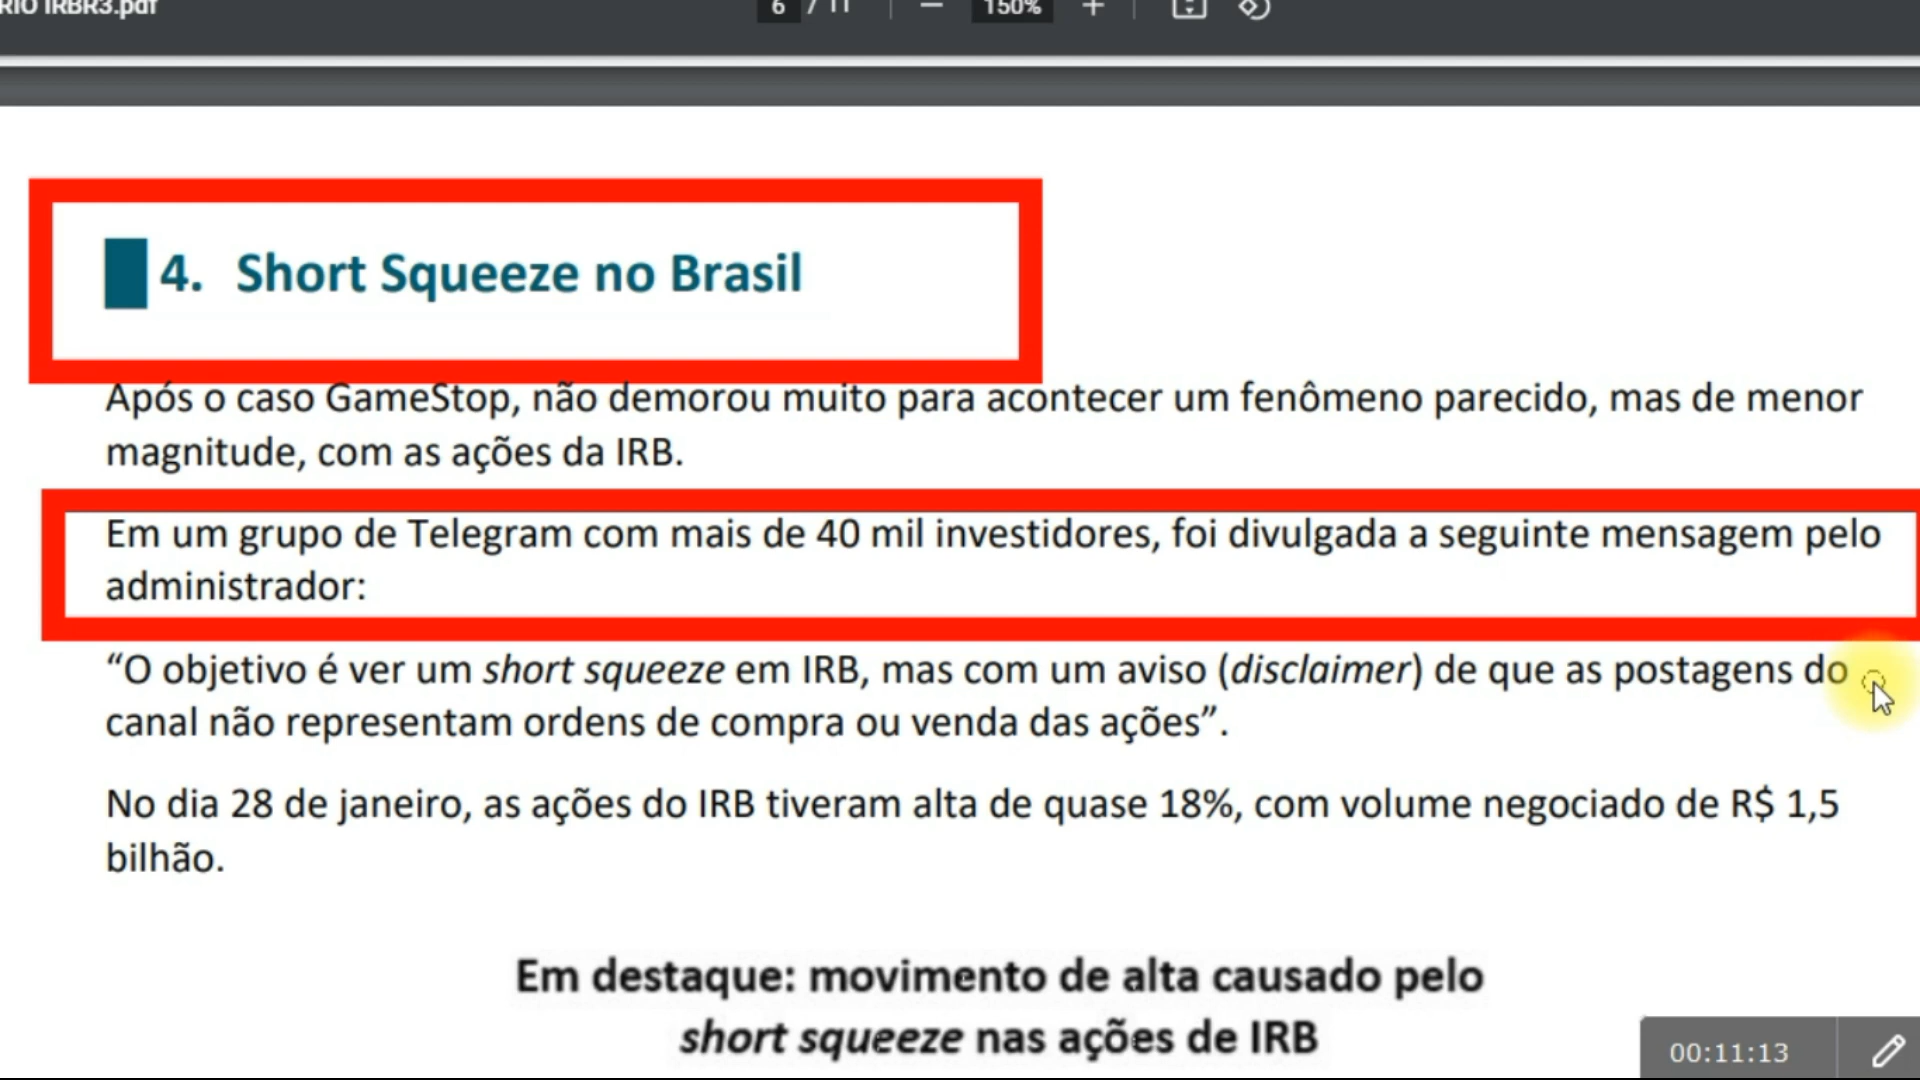 RIO IRBR3.pdf 6 / 11 − 150% +
4. Short Squeeze no Brasil
Após o caso GameStop, não demorou muito para acontecer um fenômeno parecido, mas de menor
magnitude, com as ações da IRB.
Em um grupo de Telegram com mais de 40 mil investidores, foi divulgada a seguinte mensagem pelo
administrador:
“O objetivo é ver um short squeeze em IRB, mas com um aviso (disclaimer) de que as postagens do
canal não representam ordens de compra ou venda das ações”.
No dia 28 de janeiro, as ações do IRB tiveram alta de quase 18%, com volume negociado de R$ 1,5
bilhão.
Em destaque: movimento de alta causado pelo
short squeeze nas ações de IRB
00:11:13